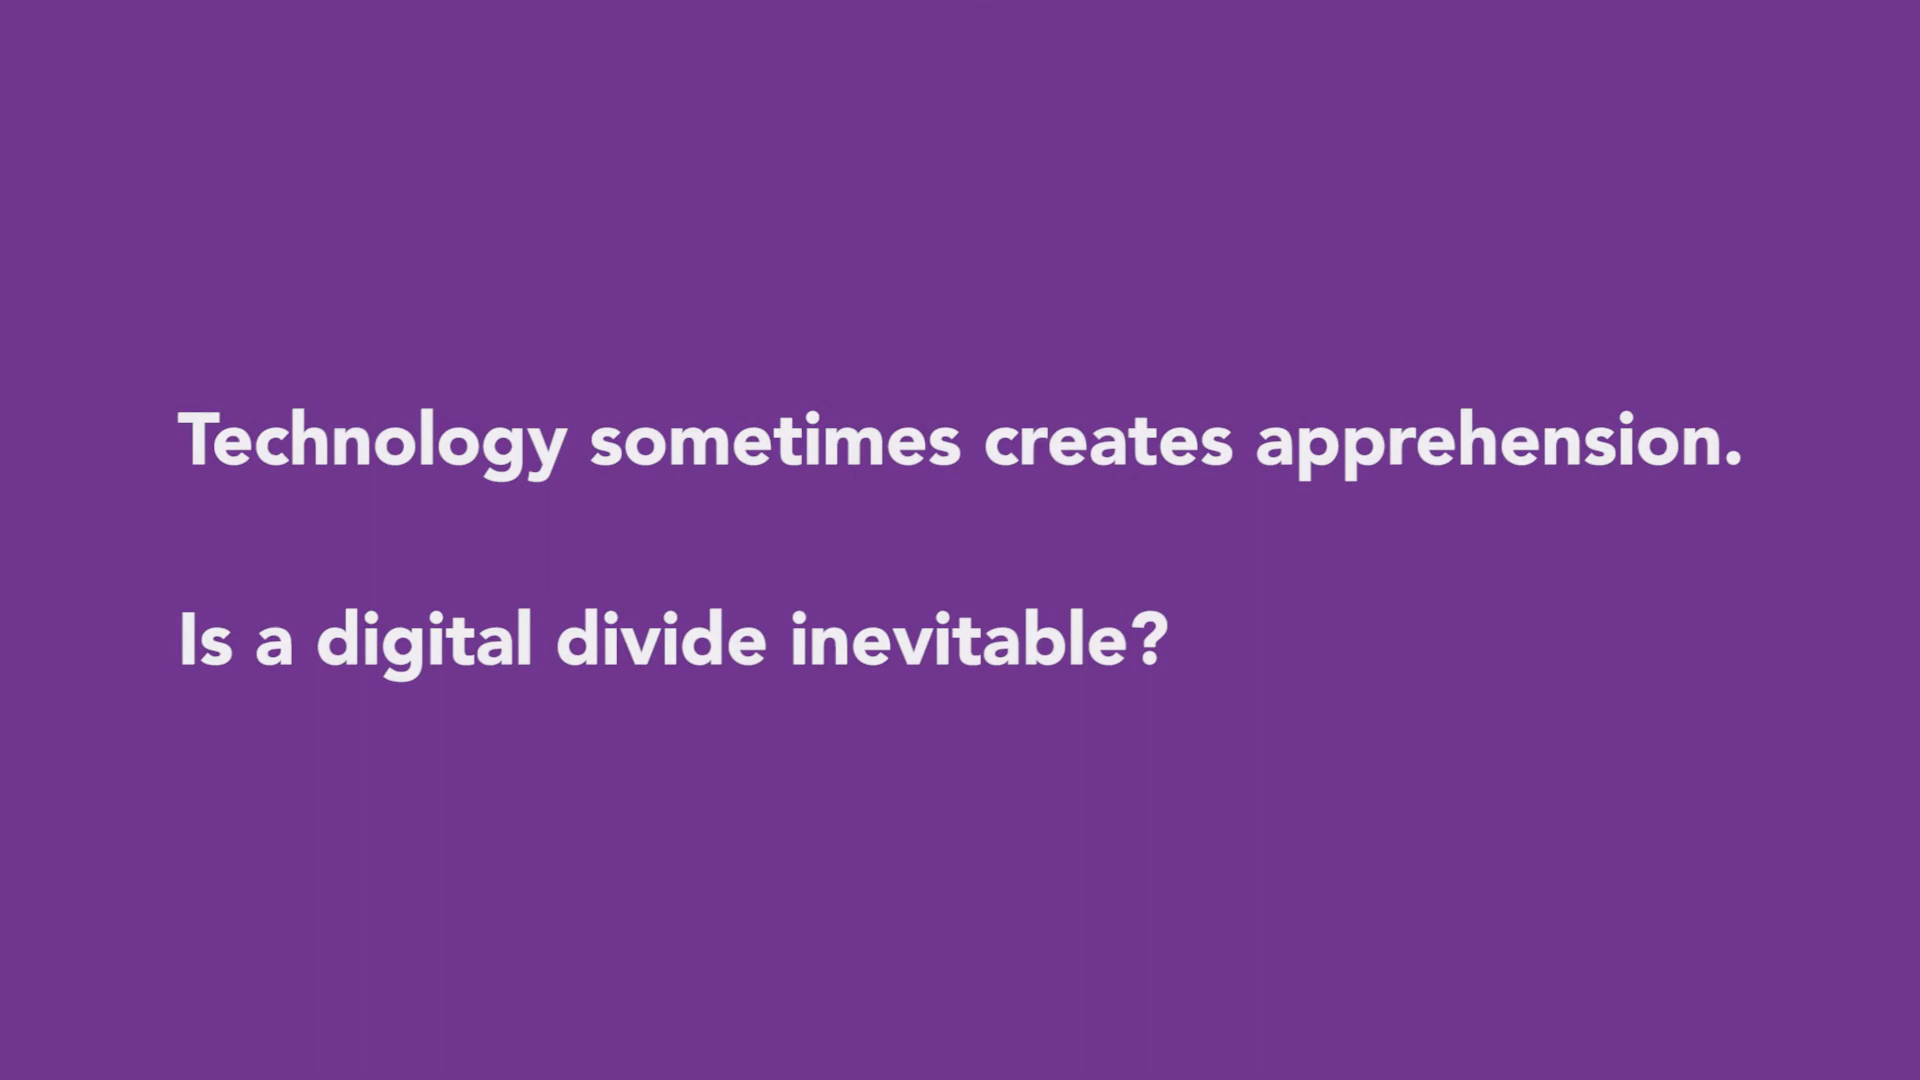 Technology sometimes creates apprehension.
Is a digital divide inevitable?